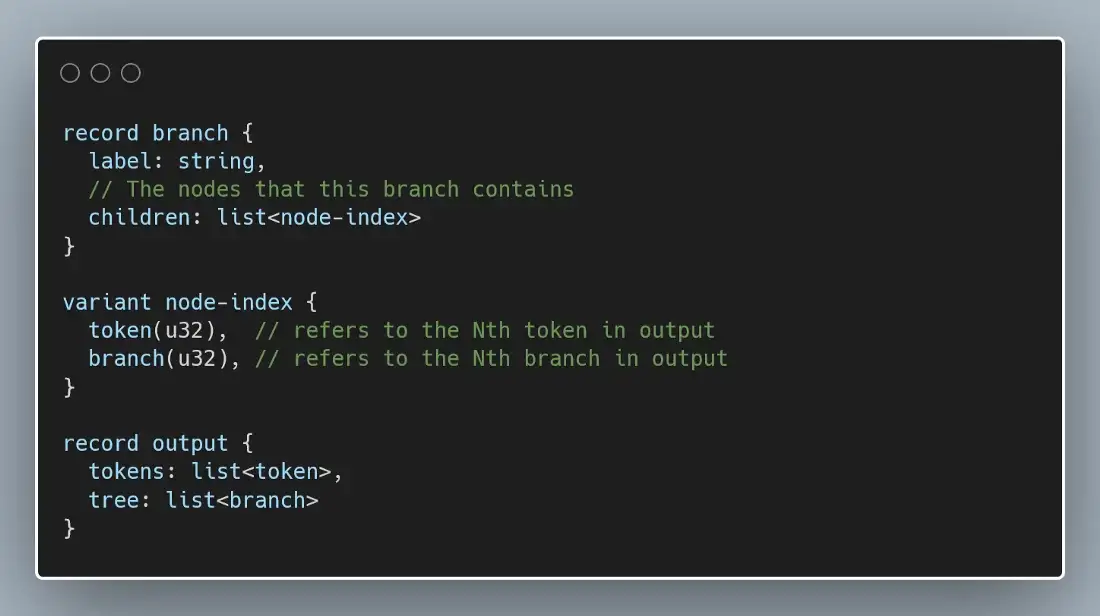 record branch {
  label: string,
  // The nodes that this branch contains
  children: list<node-index>
}

variant node-index {
  token(u32),  // refers to the Nth token in output
  branch(u32), // refers to the Nth branch in output
}

record output {
  tokens: list<token>,
  tree: list<branch>
}